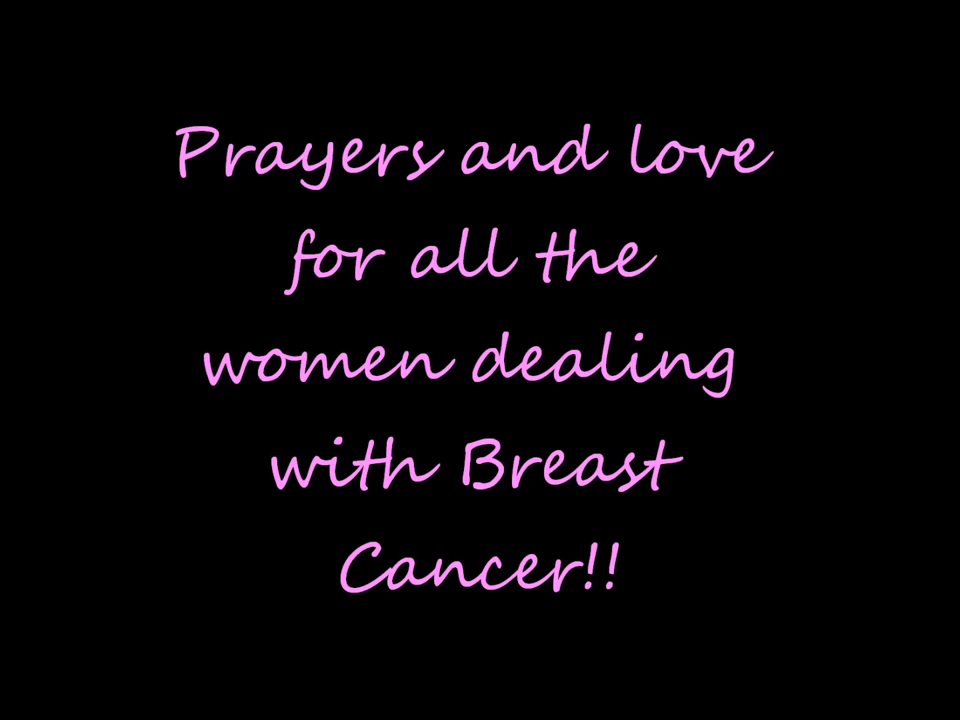 Prayers and love
for all the
women dealing
with Breast
Cancer!!